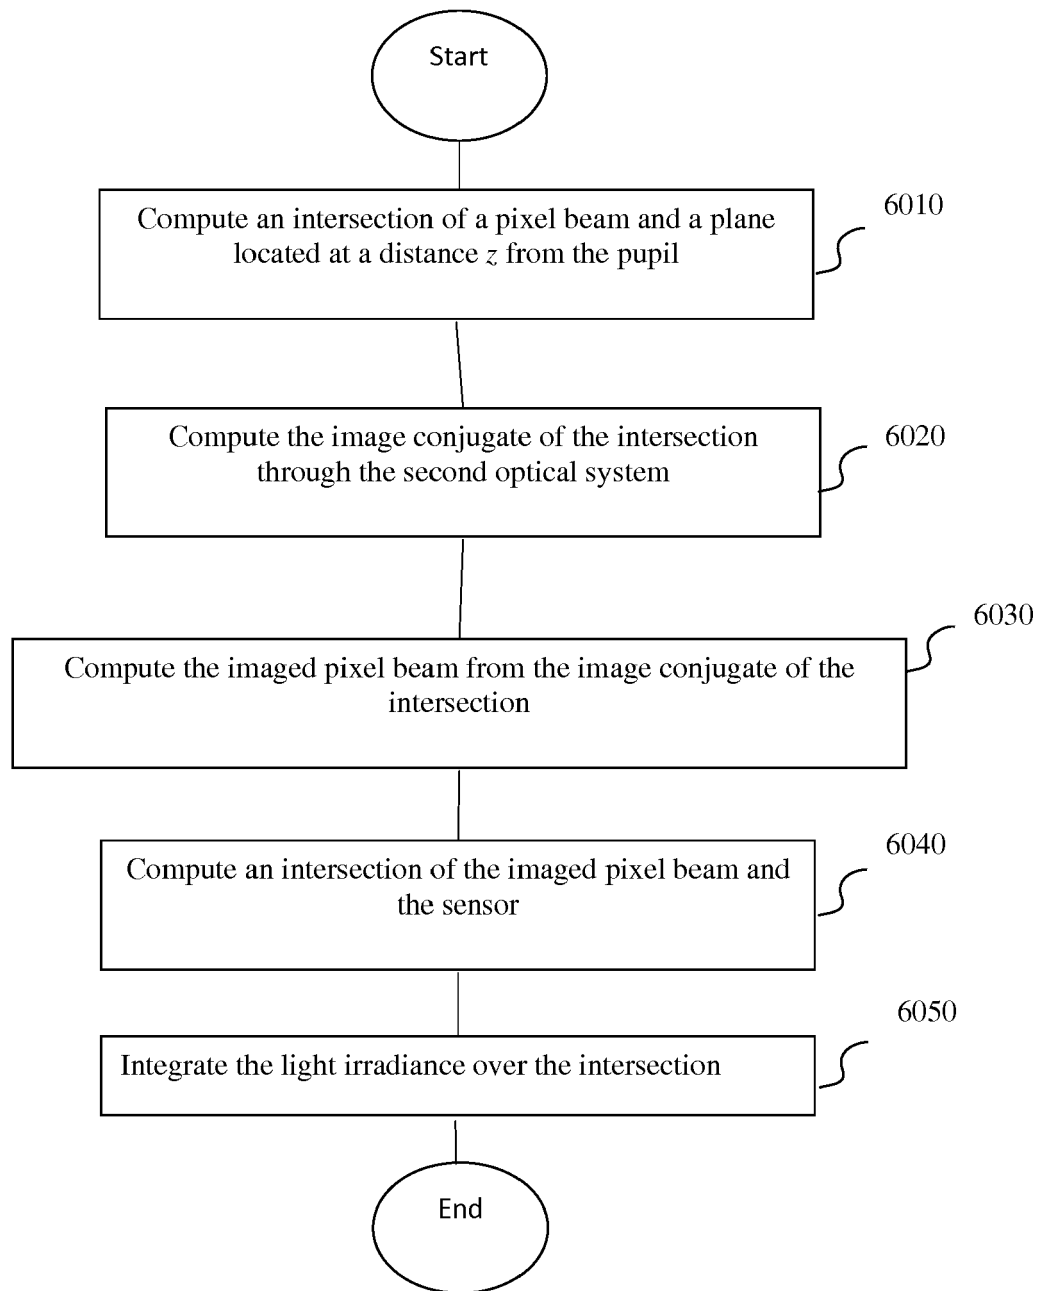 Start
Compute an intersection of a pixel beam and a plane
located at a distance z from the pupil
6010
Compute the image conjugate of the intersection
through the second optical system
6020
Compute the imaged pixel beam from the image conjugate of the
intersection
6030
Compute an intersection of the imaged pixel beam and
the sensor
6040
Integrate the light irradiance over the intersection
6050
End